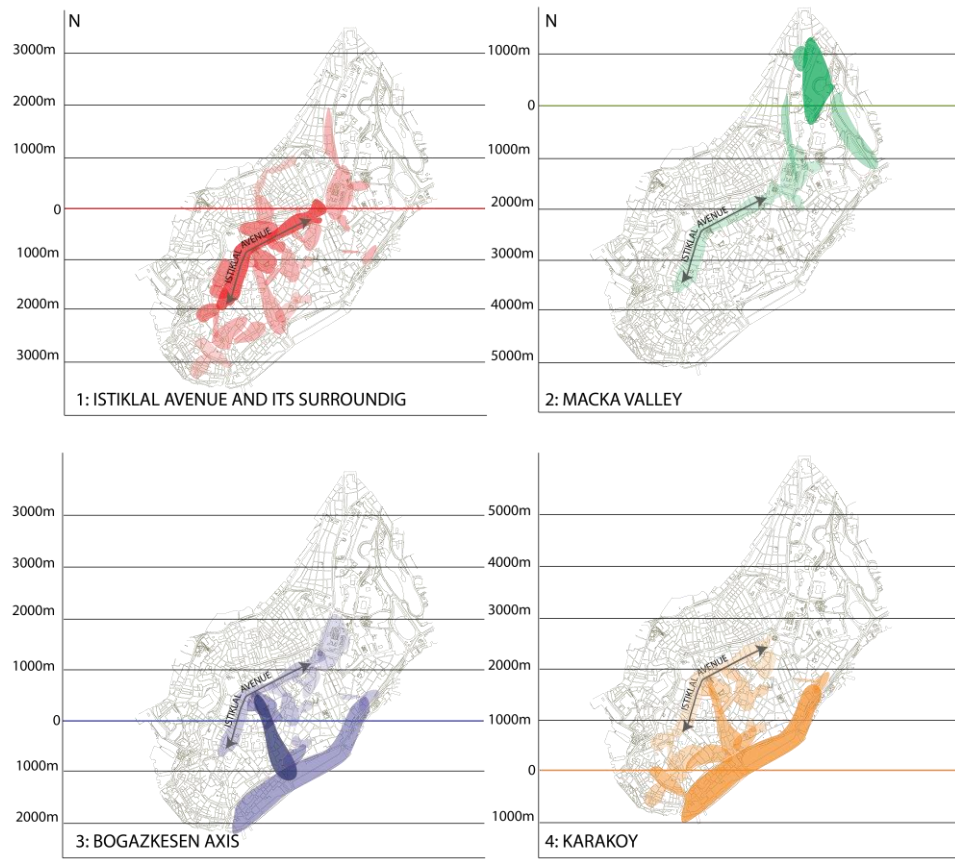 N
3000m
2000m
1000m
0
1000m
2000m
3000m
ISTIKLAL AVENUE
1: ISTIKLAL AVENUE AND ITS SURROUNDIG
N
1000m
0
1000m
2000m
3000m
4000m
5000m
ISTIKLAL AVENUE
2: MACKA VALLEY
3000m
3000m
2000m
1000m
0
1000m
2000m
ISTIKLAL AVENUE
3: BOGAZKESEN AXIS
5000m
4000m
3000m
2000m
1000m
0
1000m
ISTIKLAL AVENUE
4: KARAKOY